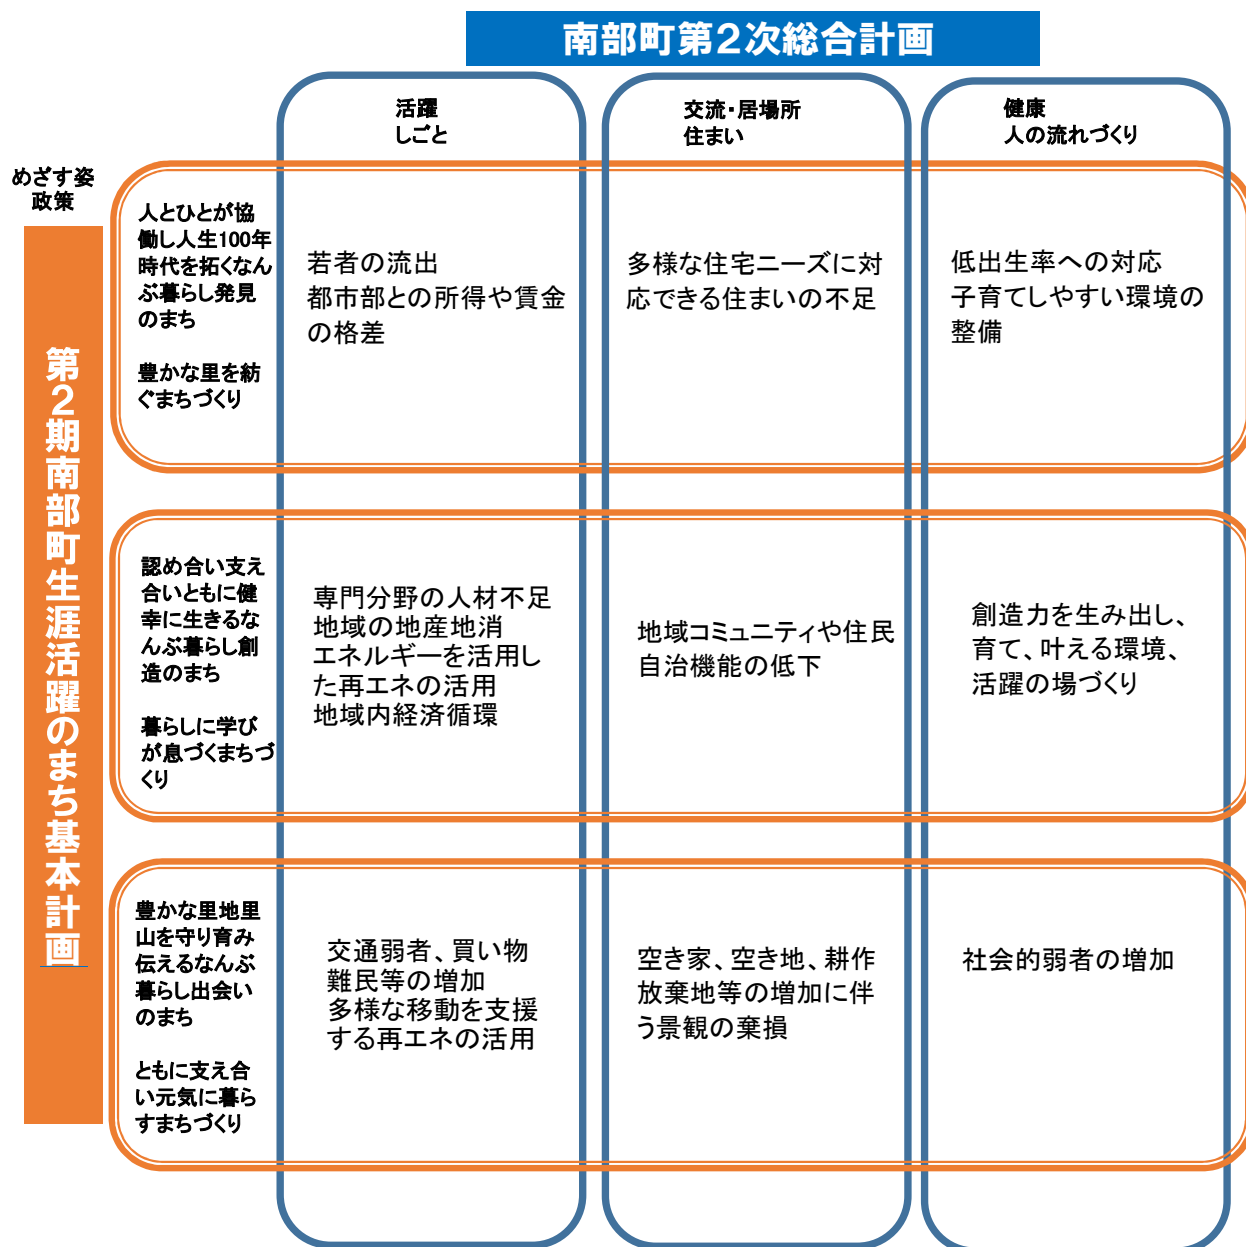 南部町第２次総合計画
活躍
しごと
交流・居場所
住まい
健康
人の流れづくり
めざす姿
政策
第２期南部町生涯活躍のまち基本計画
人とひとが協
働し人生100年
時代を拓くなん
ぶ暮らし発見
のまち
豊かな里を紡
ぐまちづくり
若者の流出
都市部との所得や賃金
の格差
多様な住宅ニーズに対
応できる住まいの不足
低出生率への対応
子育てしやすい環境の
整備
認め合い支え
合いともに健
幸に生きるな
んぶ暮らし創
造のまち
暮らしに学び
が息づくまちづ
くり
専門分野の人材不足
地域の地産地消
エネルギーを活用し
た再エネの活用
地域内経済循環
地域コミュニティや住民
自治機能の低下
創造力を生み出し、
育て、叶える環境、
活躍の場づくり
豊かな里地里
山を守り育み
伝えるなんぶ
暮らし出会い
のまち
ともに支え合
い元気に暮ら
すまちづくり
交通弱者、買い物
難民等の増加
多様な移動を支援
する再エネの活用
空き家、空き地、耕作
放棄地等の増加に伴
う景観の棄損
社会的弱者の増加